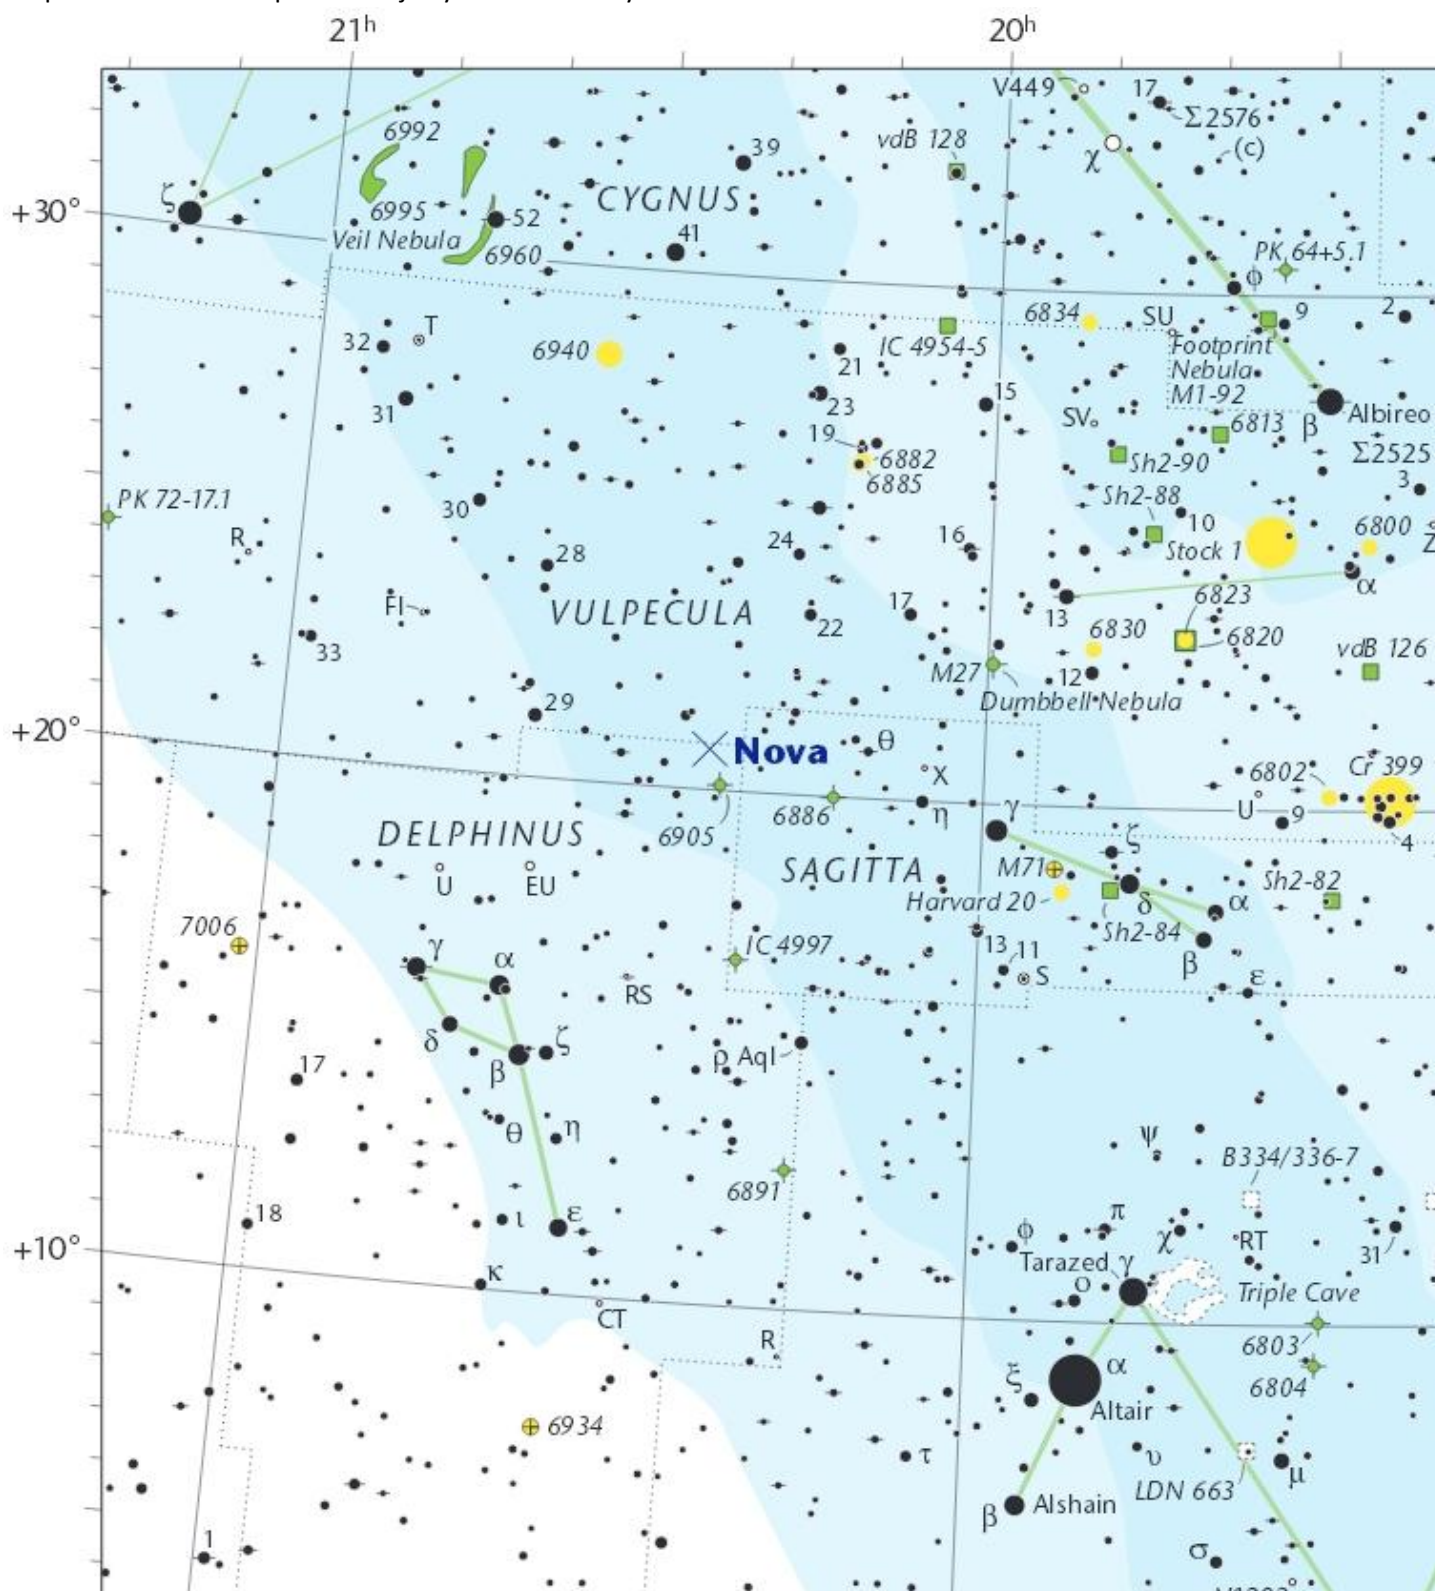 21h
20h
V449
17
Σ2576
6992
39
vdB 128
χ
(c)
ζ
CYGNUS
+30°
6995
52
Veil Nebula
6960
41
PK 64+5.1
ϕ
6834
SU
9
2
T
32
6940
IC 4954-5
Footprint
Nebula
M1-92
21
15
31
23
SV
6813
β
Albireo
19
6882
6885
Sh2-90
Σ2525
3
PK 72-17.1
30
Sh2-88
10
R
28
24
16
Stock 1
6800
α
FI
VULPECULA
17
13
6823
22
6830
6820
33
M27
12
vdB 126
Dumbbell Nebula
29
+20°
Nova
θ
X
6802
Cr 399
6905
6886
η
γ
U
9
DELPHINUS
ζ
4
SAGITTA
M71
U
EU
Harvard 20
δ
α
Sh2-82
7006
Sh2-84
γ
α
IC 4997
13
11
β
RS
S
ε
δ
ζ
β
ρ Aql
17
θ
η
ψ
B334/336-7
6891
18
ι
ε
ϕ
π
χ
RT
31
+10°
Tarazed γ
κ
ο
Triple Cave
CT
R
6803
ξ
α
6804
Altair
6934
τ
υ
μ
LDN 663
β
Alshain
1
σ